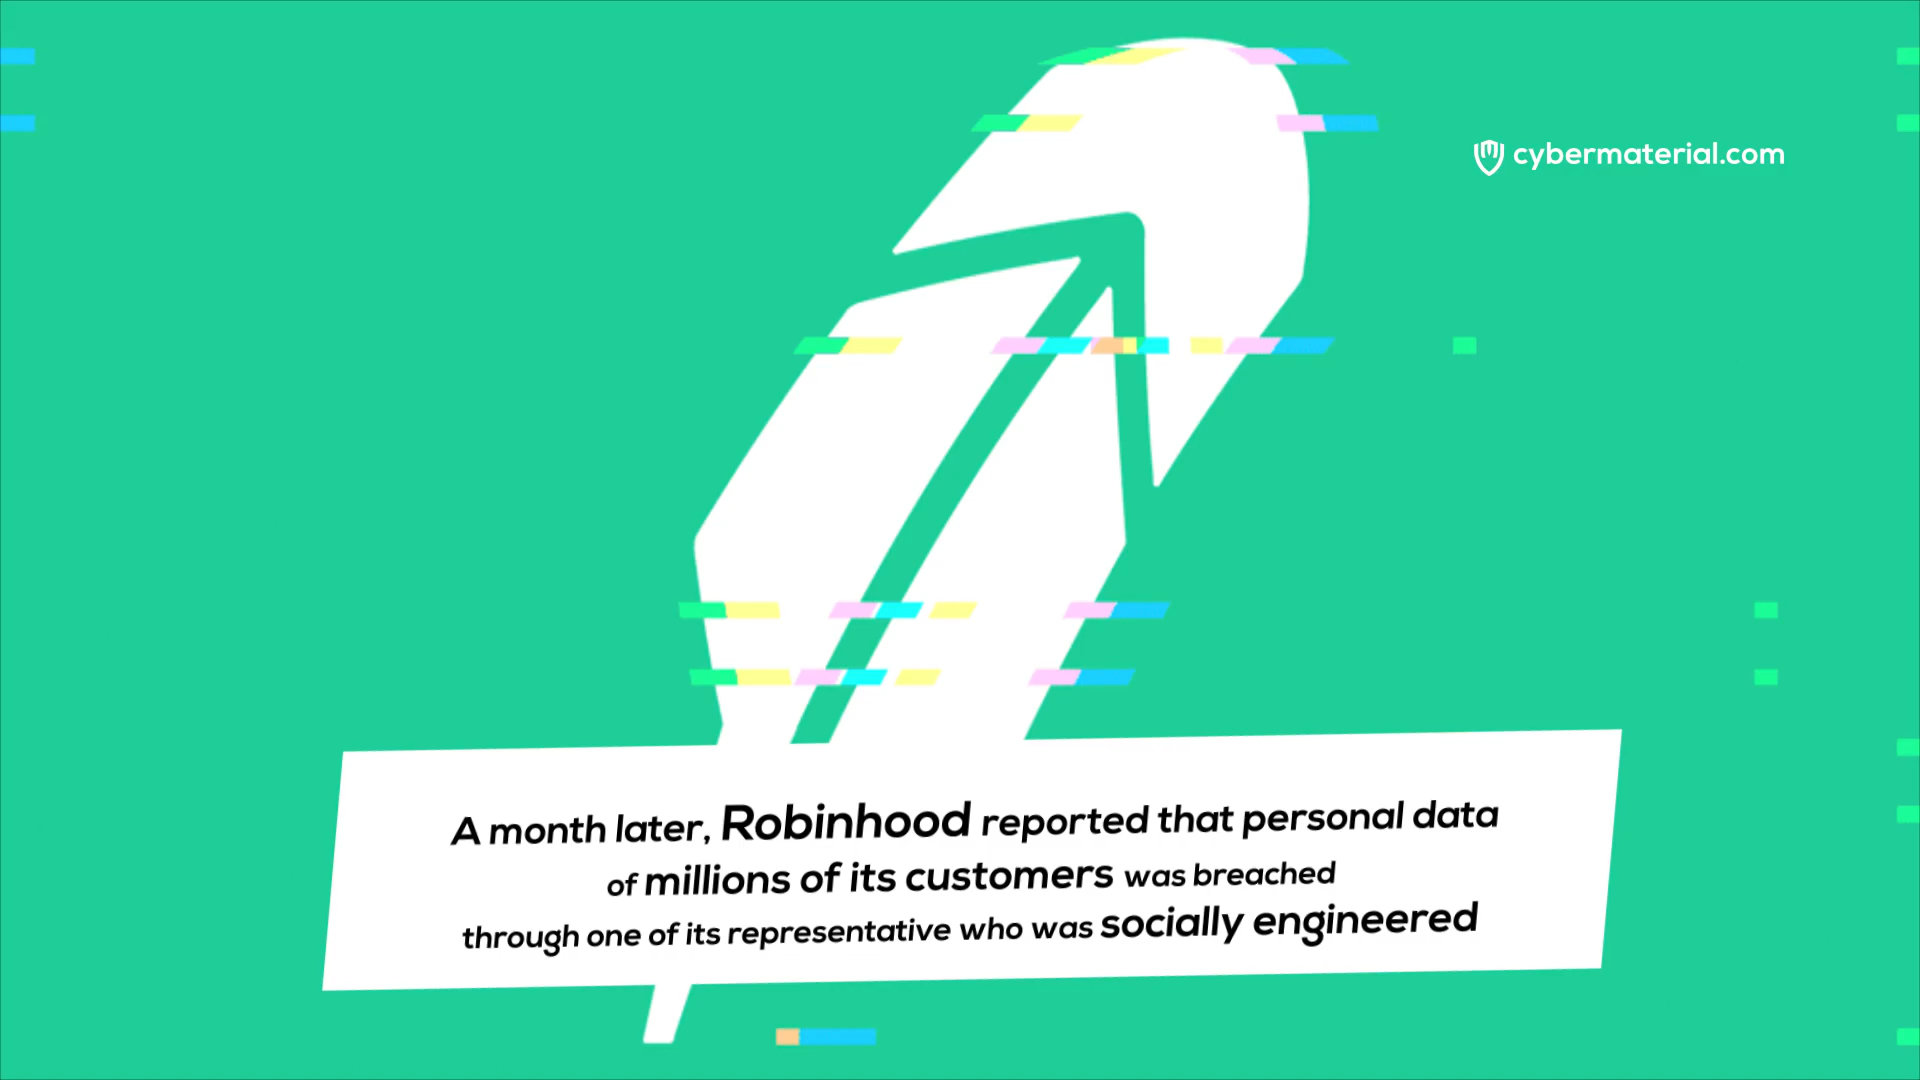 cybermaterial.com
A month later, Robinhood reported that personal data
of millions of its customers was breached
through one of its representative who was socially engineered